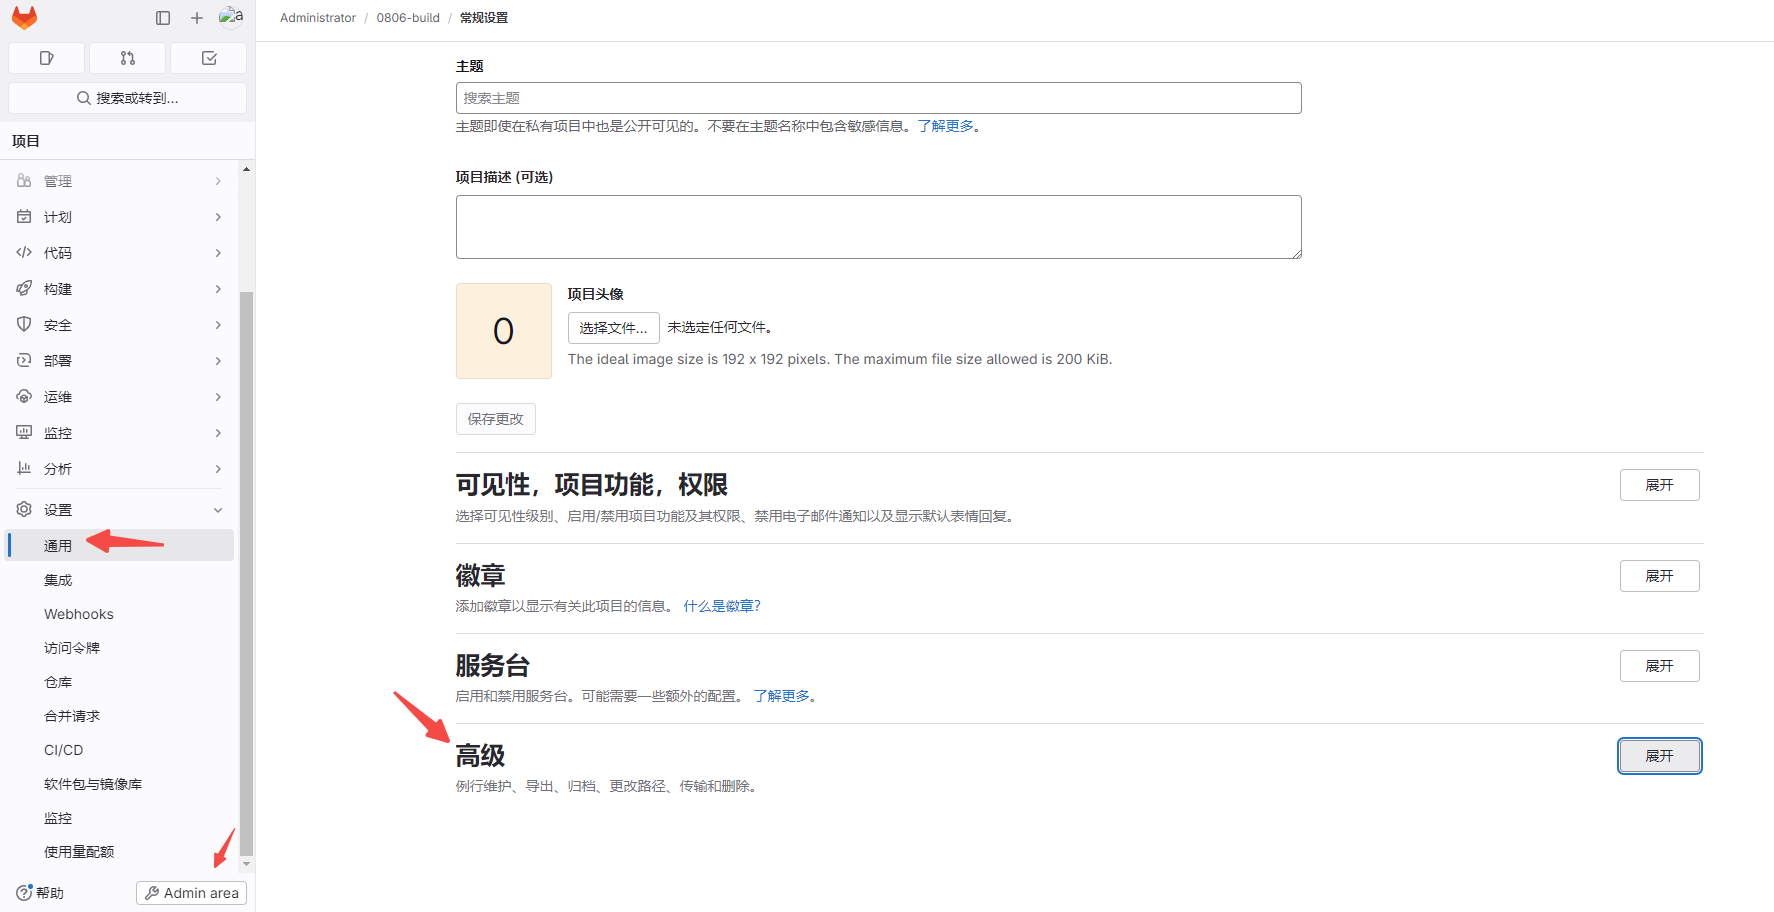 Administrator / 0806-build / 常规设置
搜索或转到...
项目
管理
计划
代码
构建
安全
部署
运维
监控
分析
设置
通用
集成
Webhooks
访问令牌
仓库
合并请求
CI/CD
软件包与镜像库
监控
使用量配额
帮助
Admin area
主题
搜索主题
主题即使在私有项目中也是公开可见的。不要在主题名称中包含敏感信息。了解更多。
项目描述 (可选)
O
项目头像
选择文件... 未选定任何文件。
The ideal image size is 192 x 192 pixels. The maximum file size allowed is 200 KiB.
保存更改
可见性，项目功能，权限
展开
选择可见性级别、启用/禁用项目功能及其权限、禁用电子邮件通知以及显示默认表情回复。
徽章
展开
添加徽章以显示有关此项目的信息。 什么是徽章?
服务台
展开
启用和禁用服务台。可能需要一些额外的配置。 了解更多。
高级
展开
例行维护、导出、归档、更改路径、传输和删除。